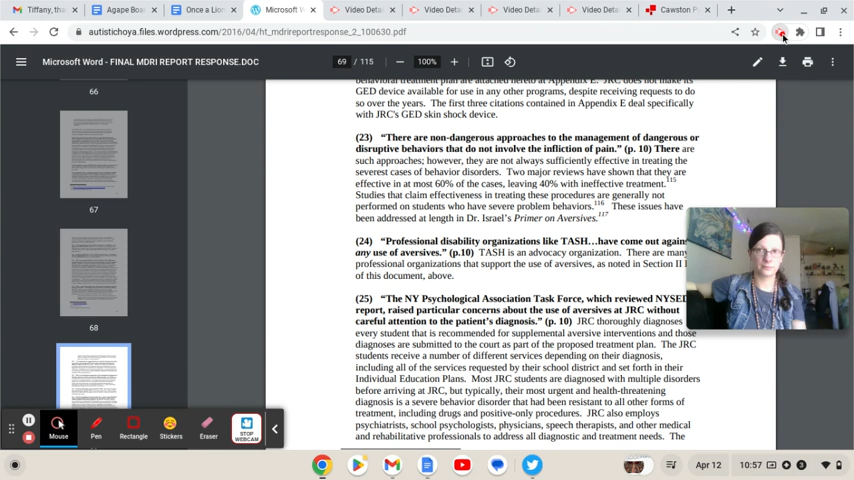 Tiffany, than
Agape Boa
Once a Lion
Microsoft W
Video Detai
Video Detai
Video Detai
Video Detai
Cawston P
autistichoya.files.wordpress.com/2016/04/ht_mdrireportresponse_2_100630.pdf
Microsoft Word - FINAL MDRI REPORT RESPONSE.DOC
69 / 115
100%
66
67
68
behavioral treatment plan are attached hereto at Appendix E. JRC does not make its
GED device available for use in any other programs, despite receiving requests to do
so over the years. The first three citations contained in Appendix E deal specifically
with JRC's GED skin shock device.
(23) “There are non-dangerous approaches to the management of dangerous or
disruptive behaviors that do not involve the infliction of pain.” (p. 10) There are
such approaches; however, they are not always sufficiently effective in treating the
severest cases of behavior disorders. Two major reviews have shown that they are
effective in at most 60% of the cases, leaving 40% with ineffective treatment.115
Studies that claim effectiveness in treating these procedures are generally not
performed on students who have severe problem behaviors.116 These issues have
been addressed at length in Dr. Israel’s Primer on Aversives.117
(24) “Professional disability organizations like TASH…have come out agains
any use of aversives.” (p.10) TASH is an advocacy organization. There are many
professional organizations that support the use of aversives, as noted in Section II
of this document, above.
(25) “The NY Psychological Association Task Force, which reviewed NYSED
report, raised particular concerns about the use of aversives at JRC without
careful attention to the patient’s diagnosis.” (p. 10) JRC thoroughly diagnoses
every student that is recommended for supplemental aversive interventions and those
diagnoses are submitted to the court as part of the proposed treatment plan. The JRC
students receive a number of different services depending on their diagnosis,
including all of the services requested by their school district and set forth in their
Individual Education Plans. Most JRC students are diagnosed with multiple disorders
before arriving at JRC, but typically, their most urgent and health-threatening
diagnosis is a severe behavior disorder that had been resistant to all other forms of
treatment, including drugs and positive-only procedures. JRC also employs
psychiatrists, school psychologists, physicians, speech therapists, and other medical
and rehabilitative professionals to address all diagnostic and treatment needs. The
Mouse
Pen
Rectangle
Stickers
Eraser
STOP
WEBCAM
Apr 12
10:57
3